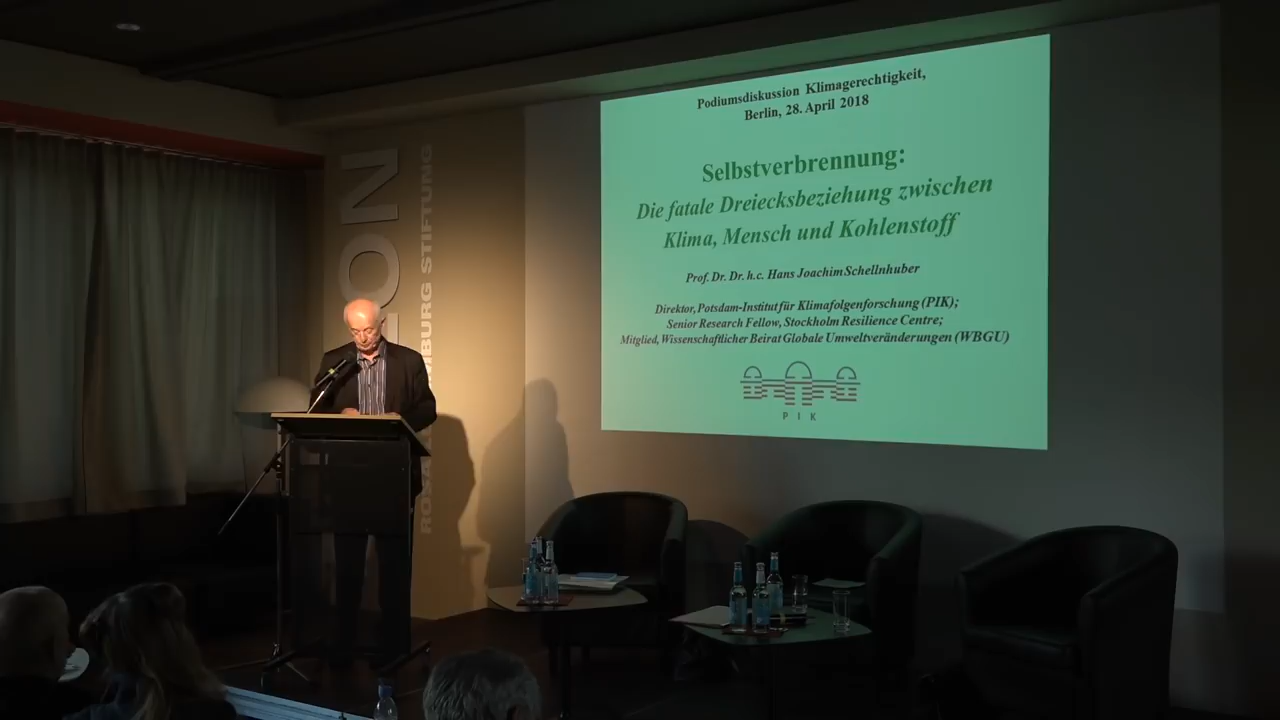 Podiumsdiskussion Klimagerechtigkeit,
Berlin, 28. April 2018
Selbstverbrennung:
Die fatale Dreiecksbeziehung zwischen
Klima, Mensch und Kohlenstoff
Prof. Dr. Dr. h.c. Hans Joachim Schellnhuber
Direktor, Potsdam-Institut für Klimafolgenforschung (PIK);
Senior Research Fellow, Stockholm Resilience Centre;
Mitglied, Wissenschaftlicher Beirat Globale Umweltveränderungen (WBGU)
PIK
ON
STIFTUNG